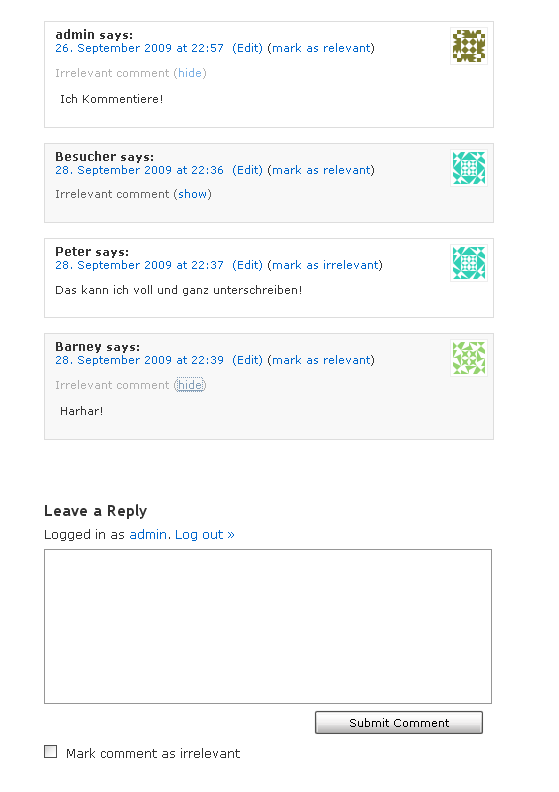 admin says:
26. September 2009 at 22:57 (Edit) (mark as relevant)
Irrelevant comment (hide)
Ich Kommentiere!
Besucher says:
28. September 2009 at 22:36 (Edit) (mark as relevant)
Irrelevant comment (show)
Peter says:
28. September 2009 at 22:37 (Edit) (mark as irrelevant)
Das kann ich voll und ganz unterschreiben!
Barney says:
28. September 2009 at 22:39 (Edit) (mark as relevant)
Irrelevant comment (hide)
Harhar!
Leave a Reply
Logged in as admin. Log out »
Submit Comment
Mark comment as irrelevant